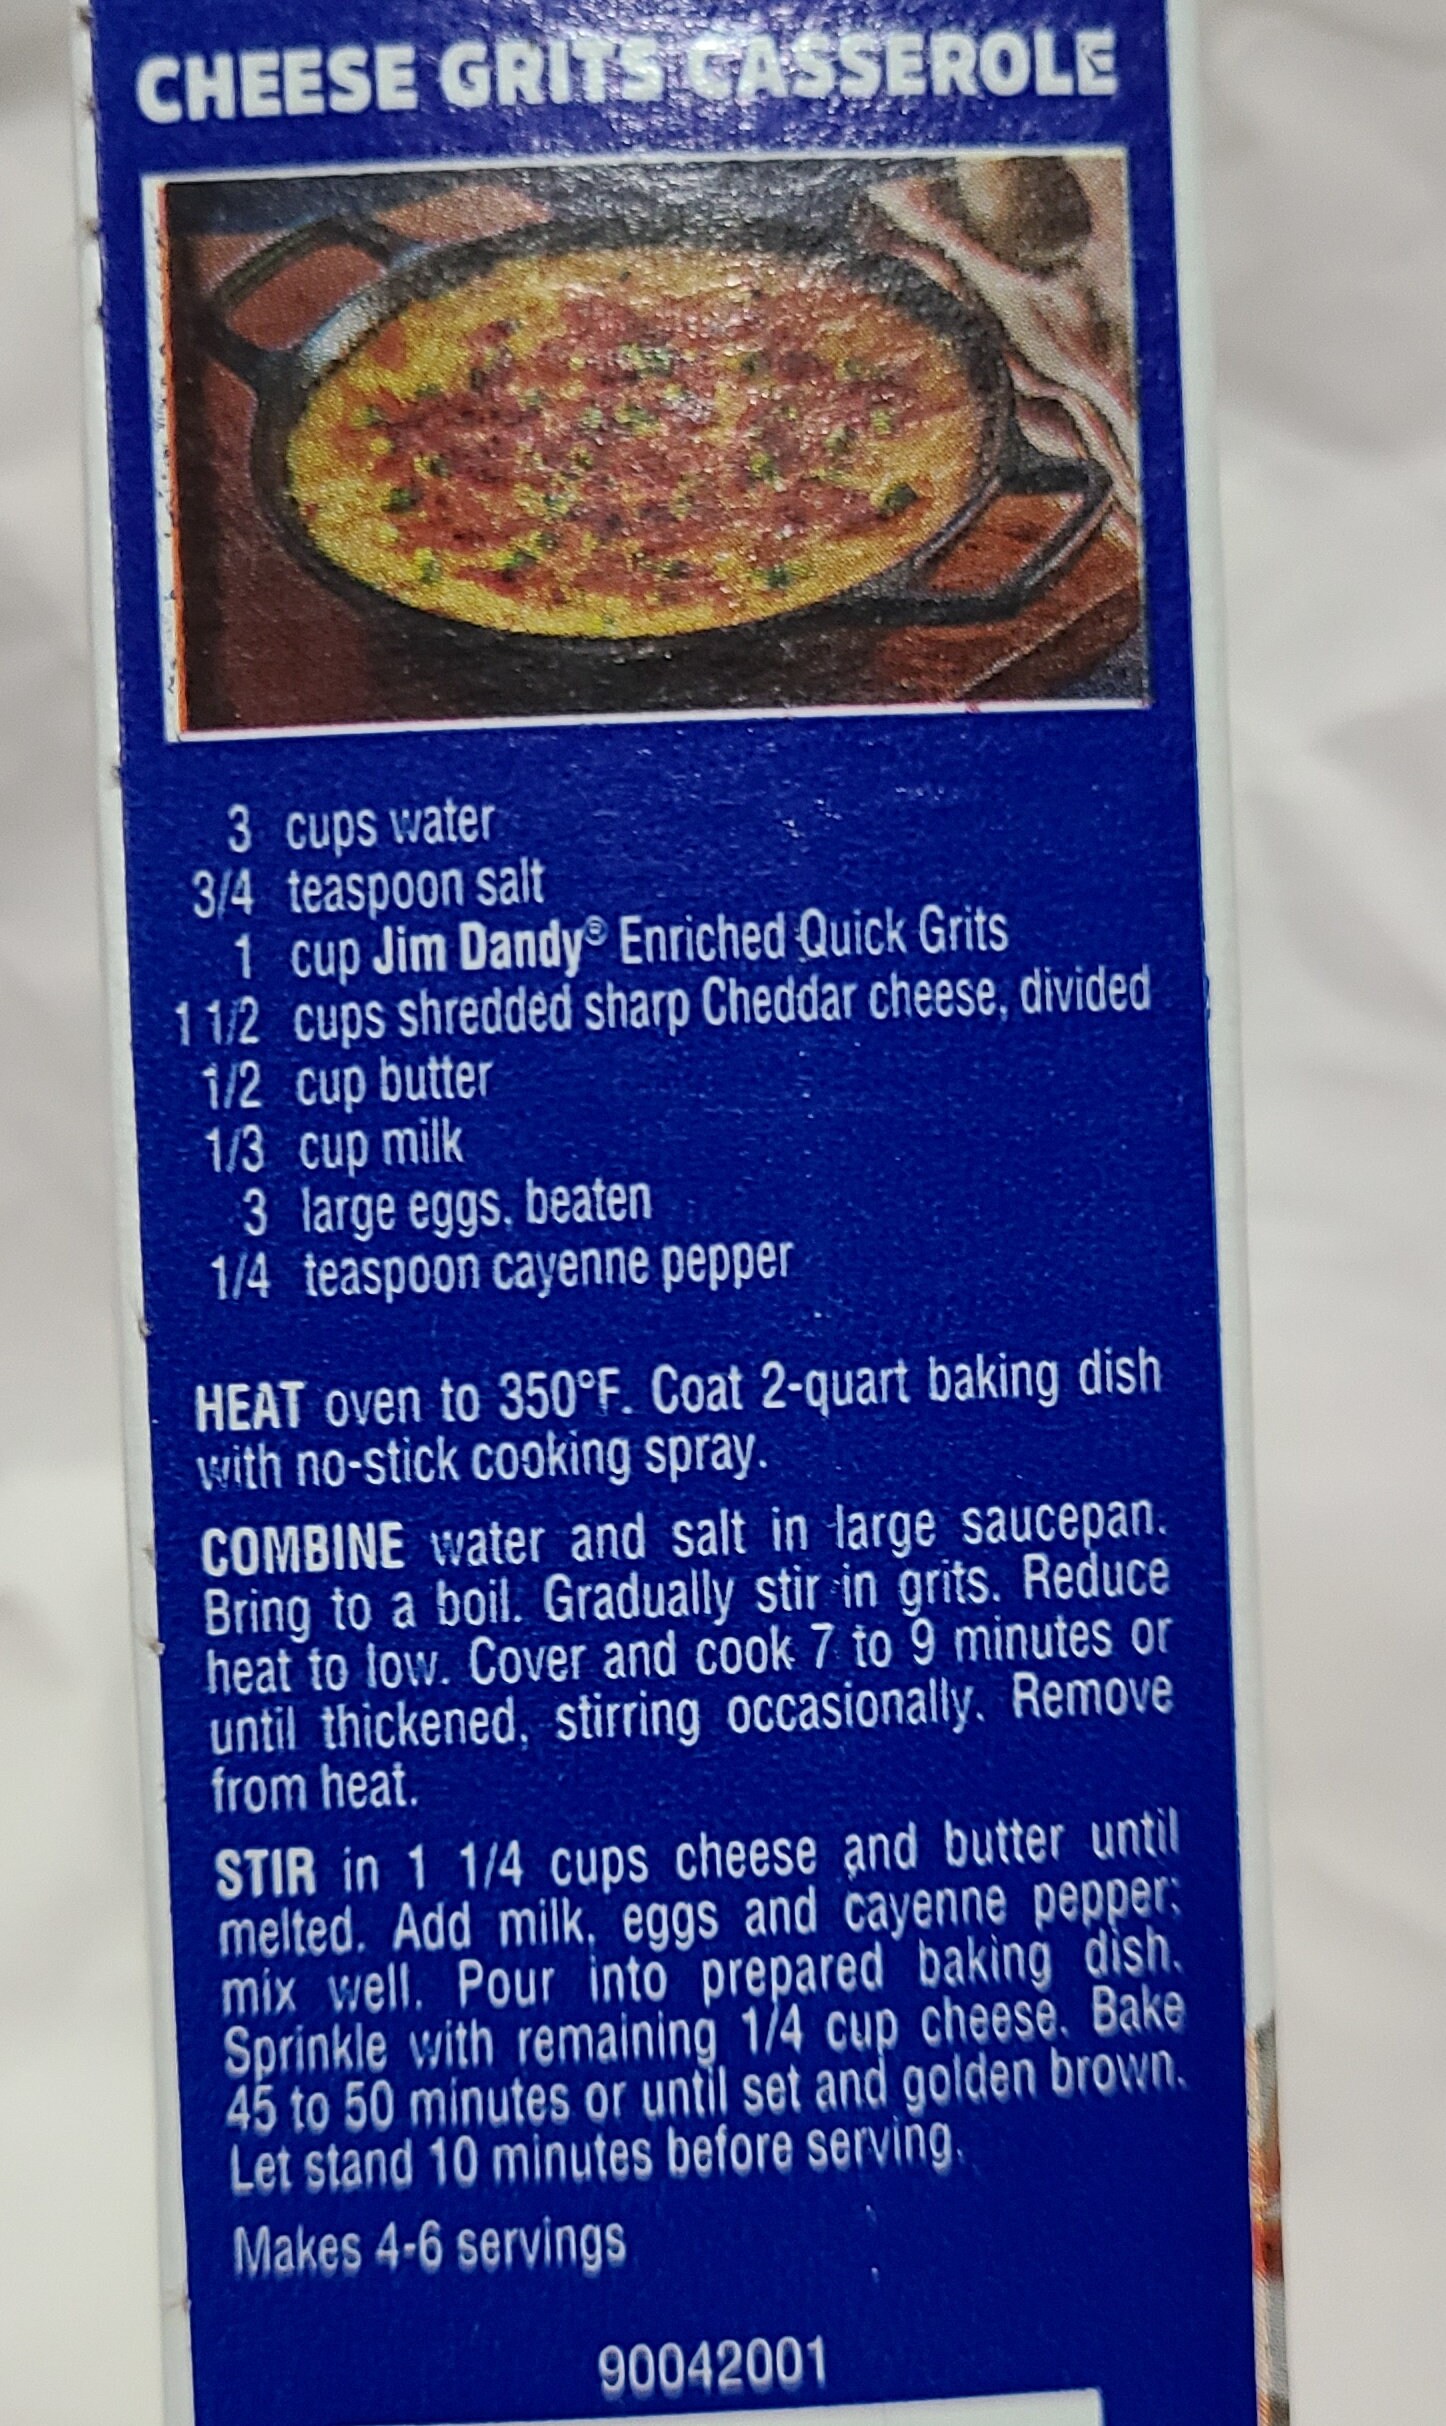 CHEESE GRITS CASSEROLE
3 cups water
3/4 teaspoon salt
1 cup Jim Dandy® Enriched Quick Grits
1 1/2 cups shredded sharp Cheddar cheese, divided
1/2 cup butter
1/3 cup milk
3 large eggs, beaten
1/4 teaspoon cayenne pepper
HEAT oven to 350°F. Coat 2-quart baking dish
with no-stick cooking spray.
COMBINE water and salt in large saucepan.
Bring to a boil. Gradually stir in grits. Reduce
heat to low. Cover and cook 7 to 9 minutes or
until thickened, stirring occasionally. Remove
from heat.
STIR in 1 1/4 cups cheese and butter until
melted. Add milk, eggs and cayenne pepper;
mix well. Pour into prepared baking dish.
Sprinkle with remaining 1/4 cup cheese. Bake
45 to 50 minutes or until set and golden brown.
Let stand 10 minutes before serving.
Makes 4-6 servings
90042001